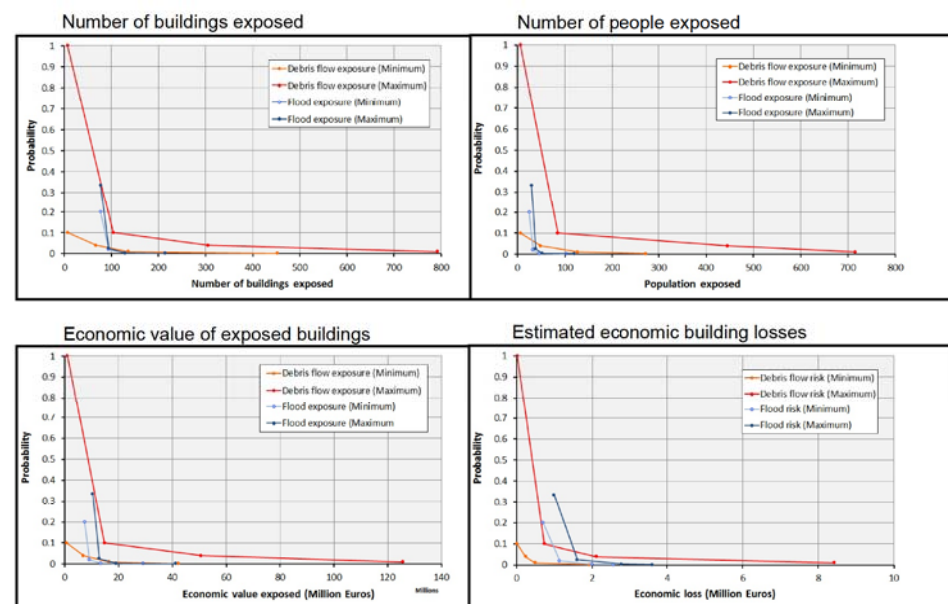 Number of buildings exposed
Number of people exposed
1
0.9
0.8
0.7
0.6
0.5
0.4
0.3
0.2
0.1
0
Probability
Debris flow exposure (Minimum)
Debris flow exposure (Maximum)
Flood exposure (Minimum)
Flood exposure (Maximum)
0 100 200 300 400 500 600 700 800
Number of buildings exposed
1
0.9
0.8
0.7
0.6
0.5
0.4
0.3
0.2
0.1
0
Probability
Debris flow exposure (Minimum)
Debris flow exposure (Maximum)
Flood exposure (Minimum)
Flood exposure (Maximum)
0 100 200 300 400 500 600 700 800
Population exposed
Economic value of exposed buildings
Estimated economic building losses
1
0.9
0.8
0.7
0.6
0.5
0.4
0.3
0.2
0.1
0
Probability
Debris flow exposure (Minimum)
Debris flow exposure (Maximum)
Flood exposure (Minimum)
Flood exposure (Maximum
0 20 40 60 80 100 120 140
Economic value exposed (Million Euros)
Millions
1
0.9
0.8
0.7
0.6
0.5
0.4
0.3
0.2
0.1
0
Probability
Debris flow risk (Minimum)
Debris flow risk (Maximum)
Flood risk (Minimum)
Flood risk (Maximum)
0 2 4 6 8 10
Economic loss (Million Euros)